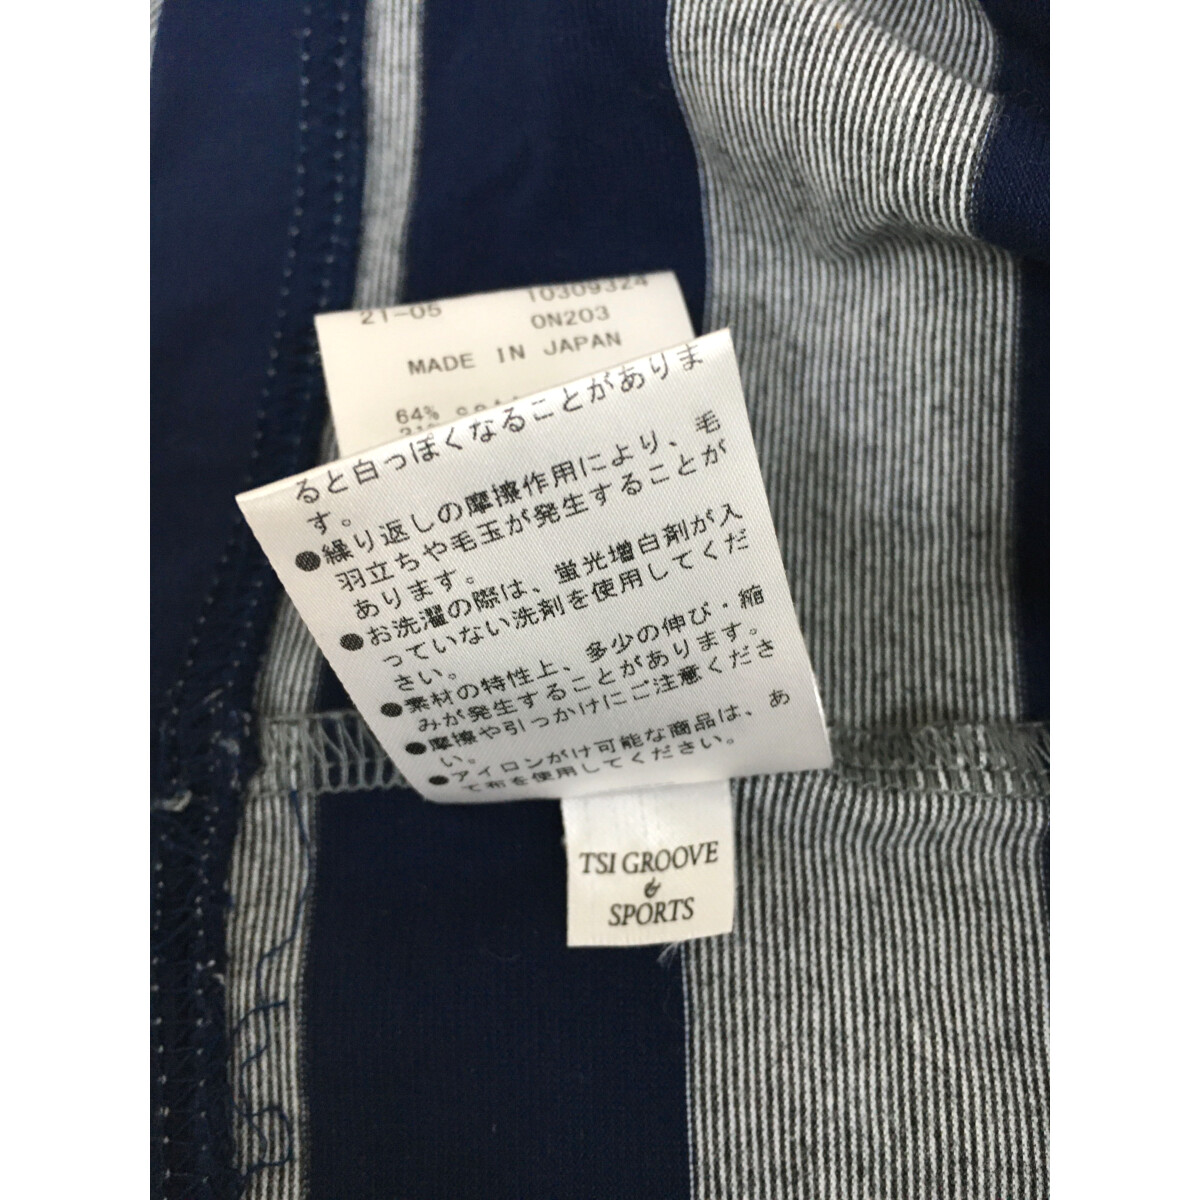 21-05 10309324
0N203
MADE IN JAPAN
64%
ると白っぽくなることがありま
す。
●繰り返しの摩擦作用により、毛
羽立ちや毛玉が発生することが
あります。
●お洗濯の際は、蛍光増白剤が入
っていない洗剤を使用してくだ
さい。
●素材の特性上、多少の伸び・縮
みが発生することがあります。
●摩擦や引っかけにご注意くださ
い。
●アイロンがけ可能な商品は、あ
て布を使用してください。
TSI GROOVE
&
SPORTS